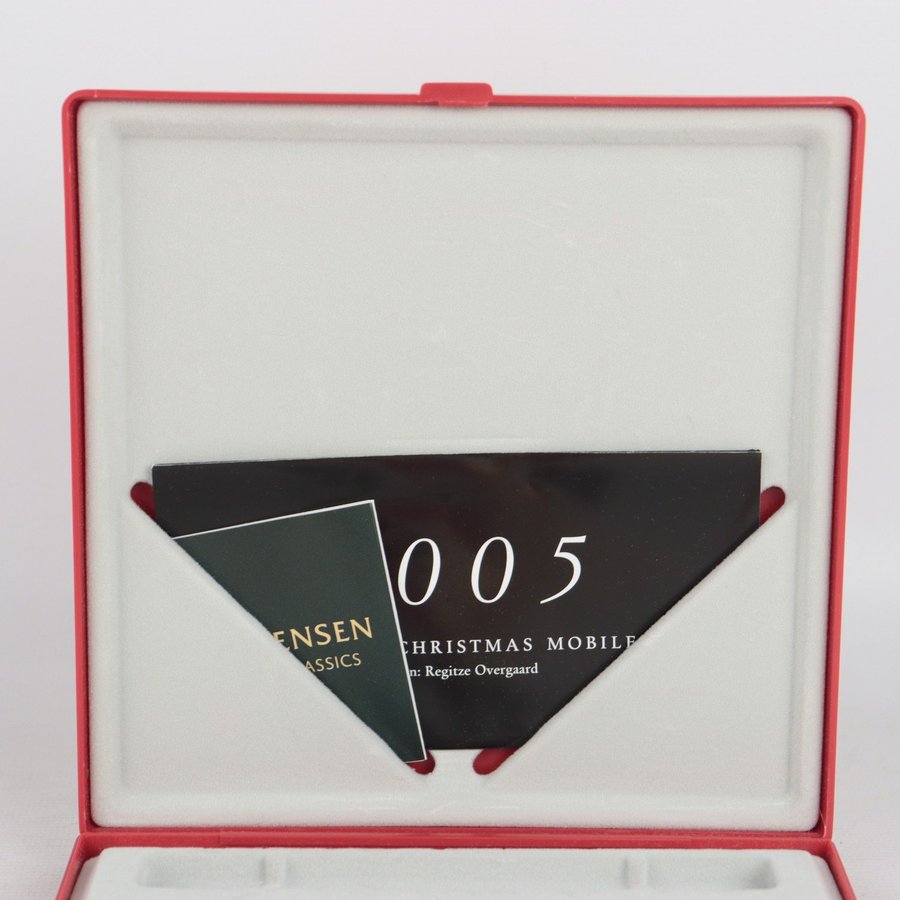 005
CHRISTMAS MOBILE
n: Regitze Overgaard
ENSEN
ASSICS